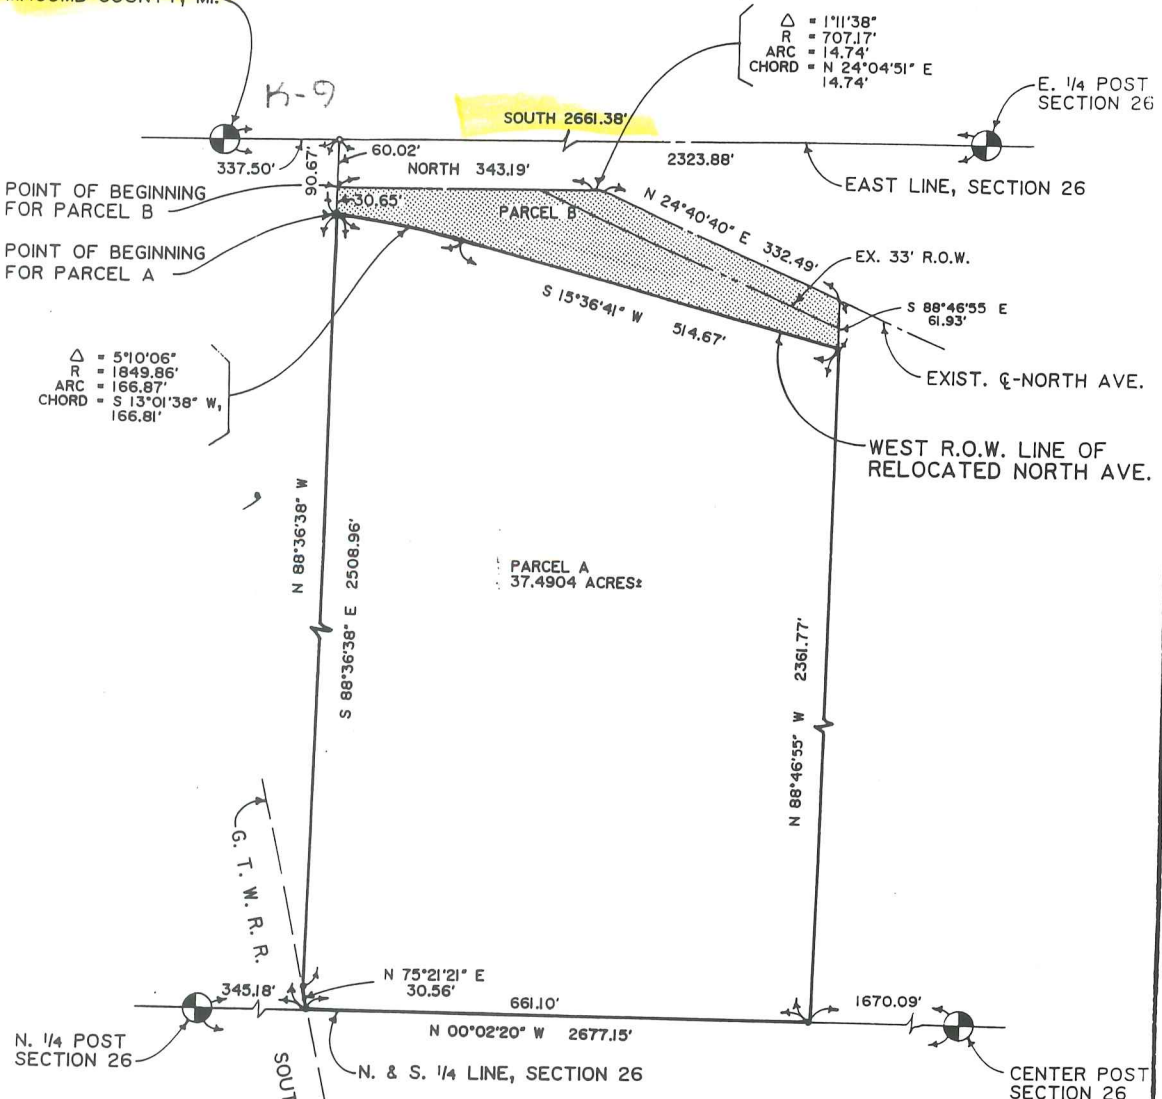 MACOMB COUNTY, MI.
K-9
Δ = 1°11'38"
R = 707.17'
ARC = 14.74'
CHORD = N 24°04'51" E
14.74'
E. 1/4 POST
SECTION 26
SOUTH 2661.38'
337.50'
90.67'
60.02'
NORTH 343.19'
2323.88'
EAST LINE, SECTION 26
POINT OF BEGINNING
FOR PARCEL B
30.65'
PARCEL B
N 24°40'40" E 332.49'
POINT OF BEGINNING
FOR PARCEL A
EX. 33' R.O.W.
S 15°36'41" W 514.67'
S 88°46'55 E
61.93'
Δ = 5°10'06"
R = 1849.86'
ARC = 166.87'
CHORD = S 13°01'38" W,
166.81'
EXIST. ℄-NORTH AVE.
WEST R.O.W. LINE OF
RELOCATED NORTH AVE.
N 88°36'38" W
S 88°36'38" E 2508.96'
PARCEL A
37.4904 ACRES±
N 88°46'55" W 2361.77'
G. T. W. R. R.
N 75°21'21" E
30.56'
345.18'
661.10'
1670.09'
N 00°02'20" W 2677.15'
N. 1/4 POST
SECTION 26
N. & S. 1/4 LINE, SECTION 26
CENTER POST
SECTION 26